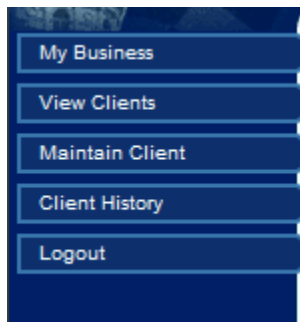 My Business
View Clients
Maintain Client
Client History
Logout